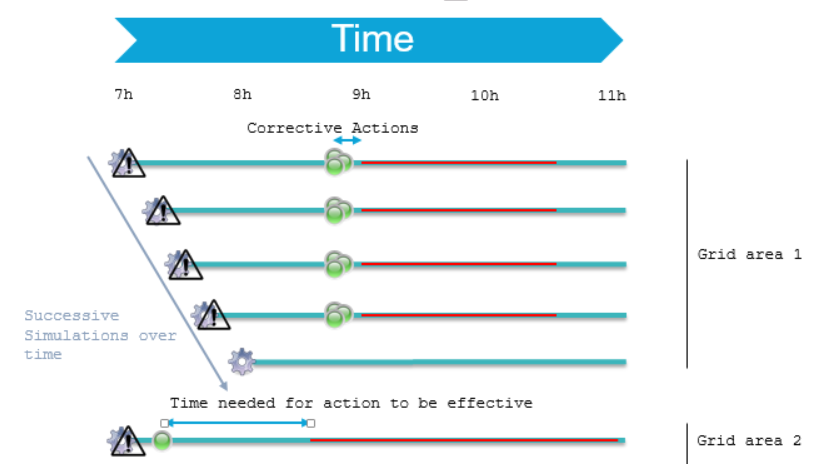 Time
7h 8h 9h 10h 11h
Corrective Actions
Grid area 1
Successive
Simulations over
time
Time needed for action to be effective
Grid area 2